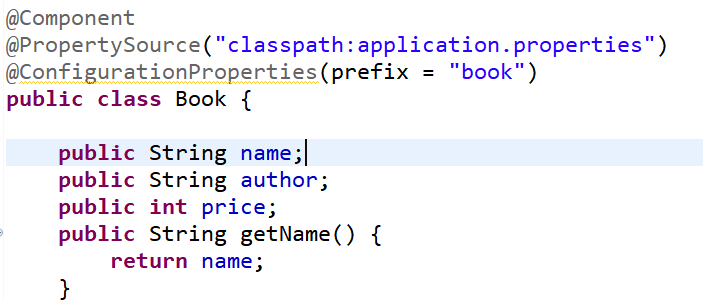 @Component
@PropertySource("classpath:application.properties")
@ConfigurationProperties(prefix = "book")
public class Book {
public String name;
public String author;
public int price;
public String getName() {
return name;
}